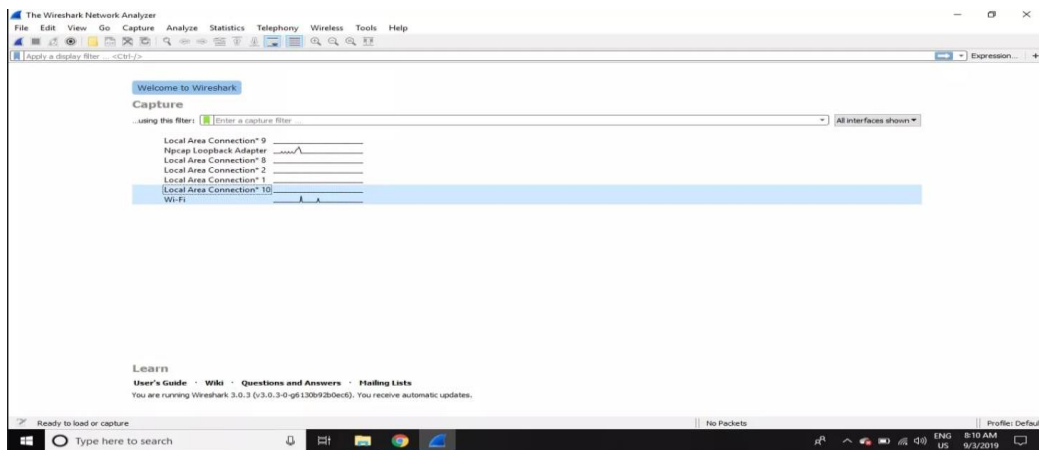 The Wireshark Network Analyzer
File Edit View Go Capture Analyze Statistics Telephony Wireless Tools Help
Apply a display filter ... <Ctrl-/>
Expression... +
Welcome to Wireshark
Capture
...using this filter: Enter a capture filter ...
All interfaces shown
Local Area Connection* 9
Npcap Loopback Adapter
Local Area Connection* 8
Local Area Connection* 2
Local Area Connection* 1
Local Area Connection* 10
Wi-Fi
Learn
User's Guide · Wiki · Questions and Answers · Mailing Lists
You are running Wireshark 3.0.3 (v3.0.3-0-g6130b92b0ec6). You receive automatic updates.
Ready to load or capture
No Packets
Profile: Defaul
Type here to search
ENG
US
8:10 AM
9/3/2019